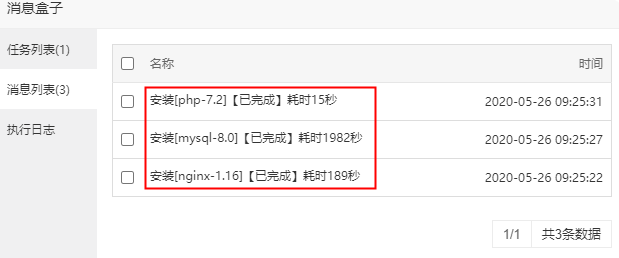 消息盒子
任务列表(1)
消息列表(3)
执行日志
名称 时间
安装[php-7.2]【已完成】耗时15秒 2020-05-26 09:25:31
安装[mysql-8.0]【已完成】耗时1982秒 2020-05-26 09:25:27
安装[nginx-1.16]【已完成】耗时189秒 2020-05-26 09:25:22
1/1 共3条数据